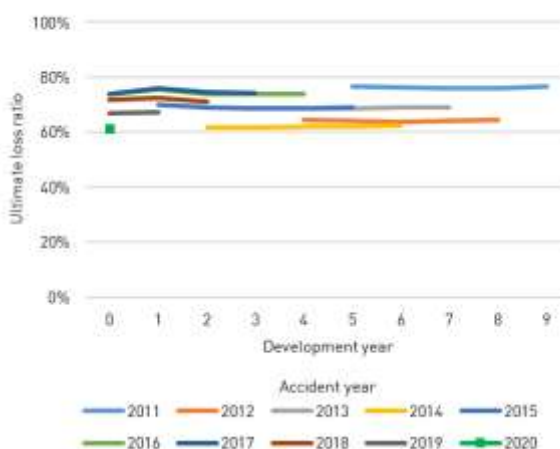 100%
80%
60%
40%
20%
0%
Ultimate loss ratio
0 1 2 3 4 5 6 7 8 9
Development year
Accident year
2011 2012 2013 2014 2015
2016 2017 2018 2019 2020